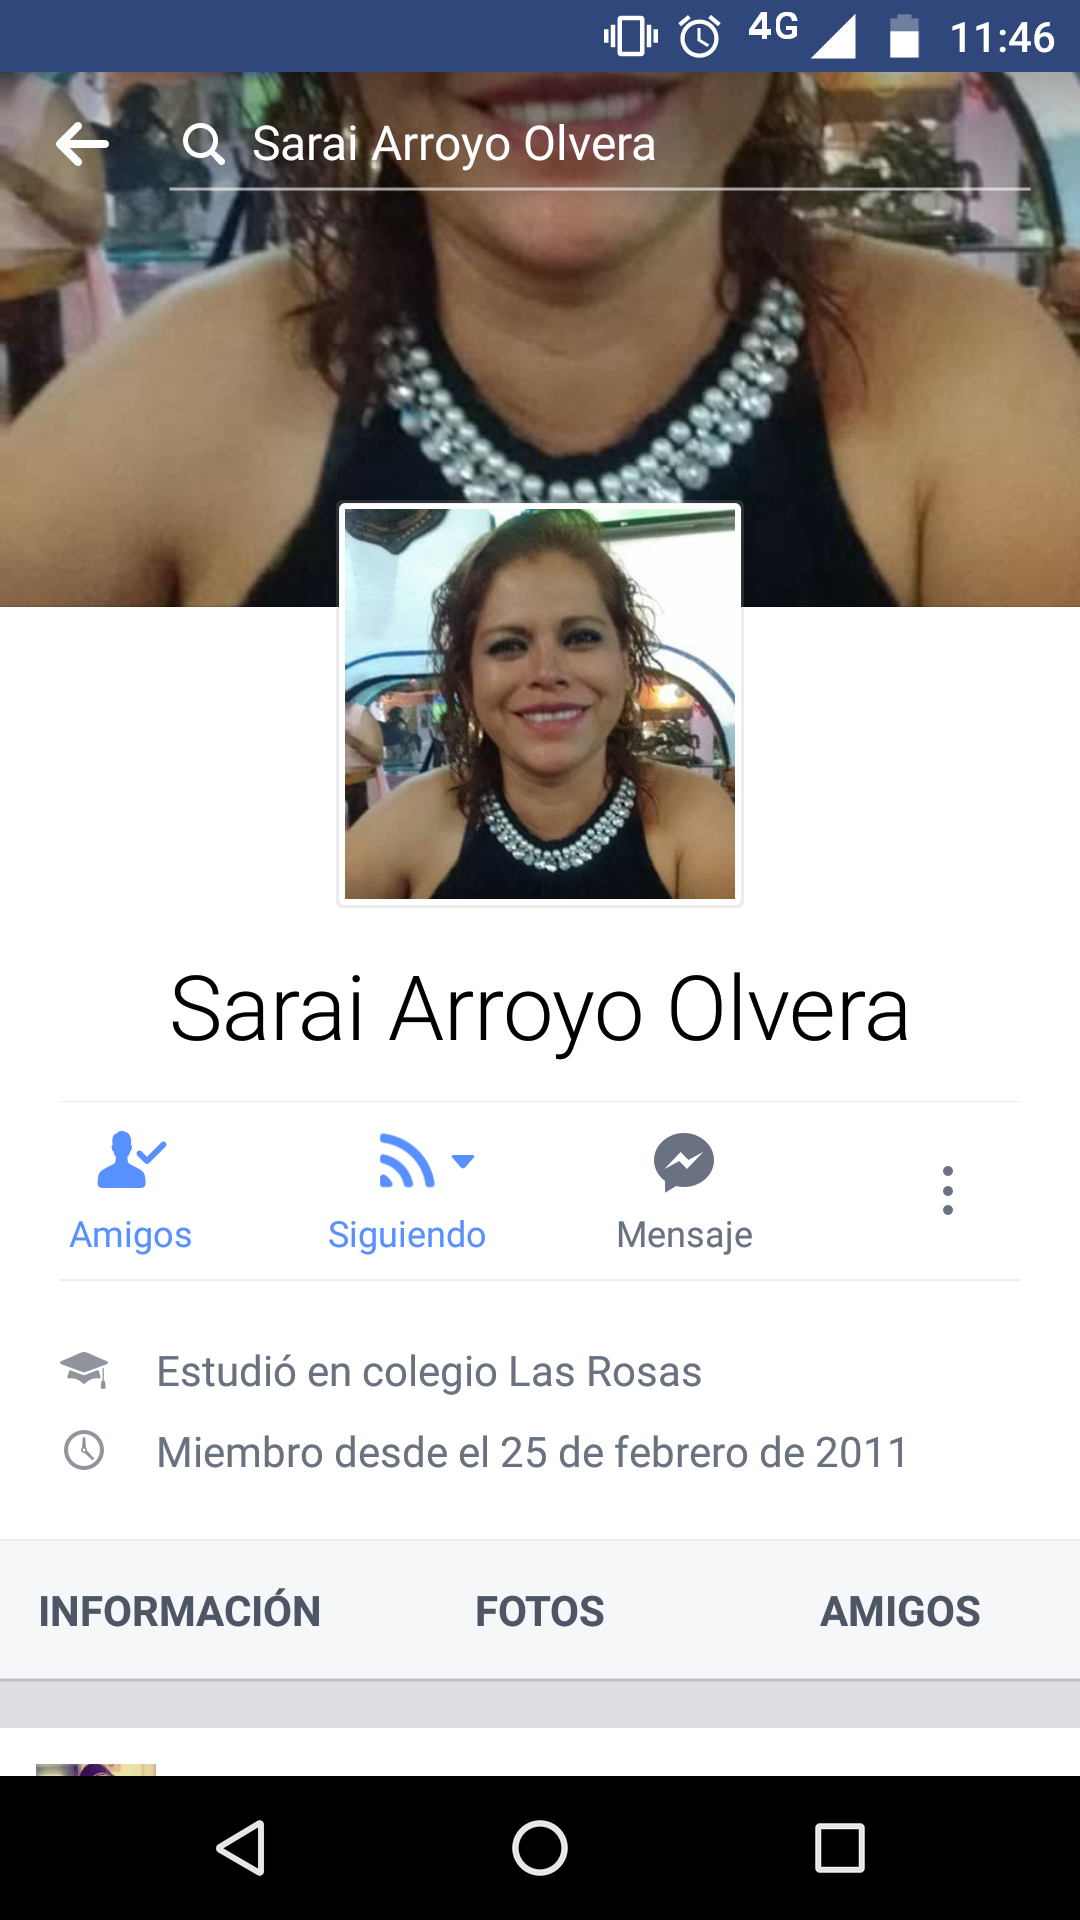 4G 11:46
Sarai Arroyo Olvera
Sarai Arroyo Olvera
Amigos Siguiendo Mensaje
Estudió en colegio Las Rosas
Miembro desde el 25 de febrero de 2011
INFORMACIÓN FOTOS AMIGOS